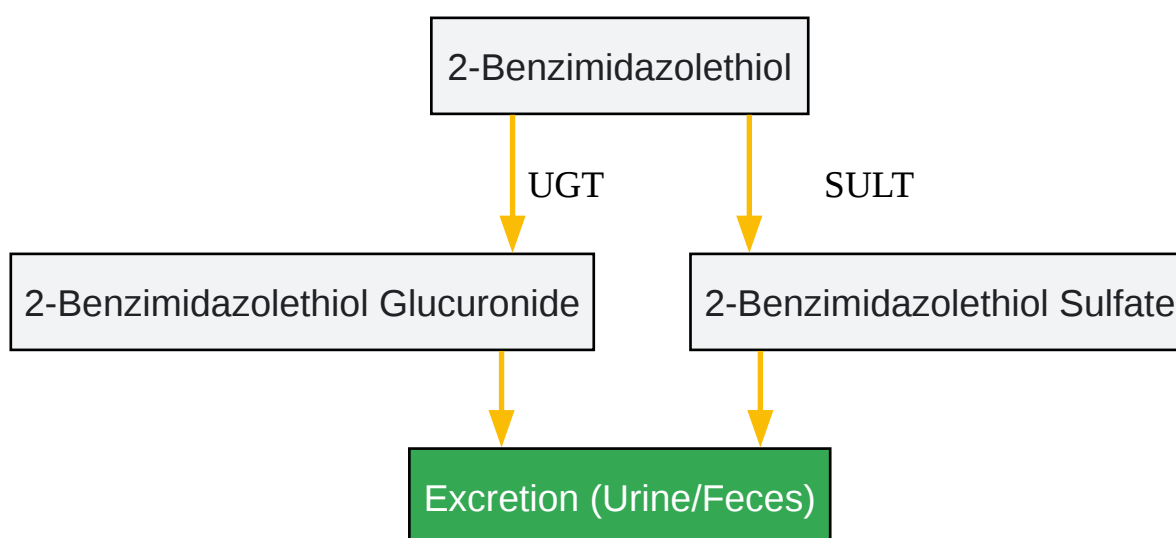 2-Benzimidazolethiol
UGT
SULT
2-Benzimidazolethiol Glucuronide
2-Benzimidazolethiol Sulfate
Excretion (Urine/Feces)